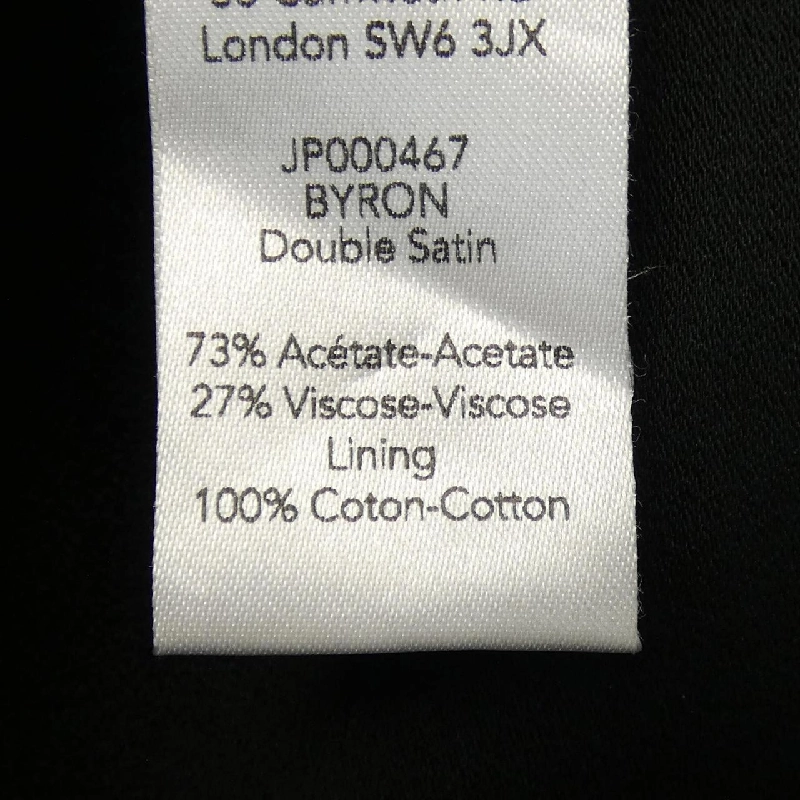 London SW6 3JX
JP000467
BYRON
Double Satin
73% Acétate-Acetate
27% Viscose-Viscose
Lining
100% Coton-Cotton